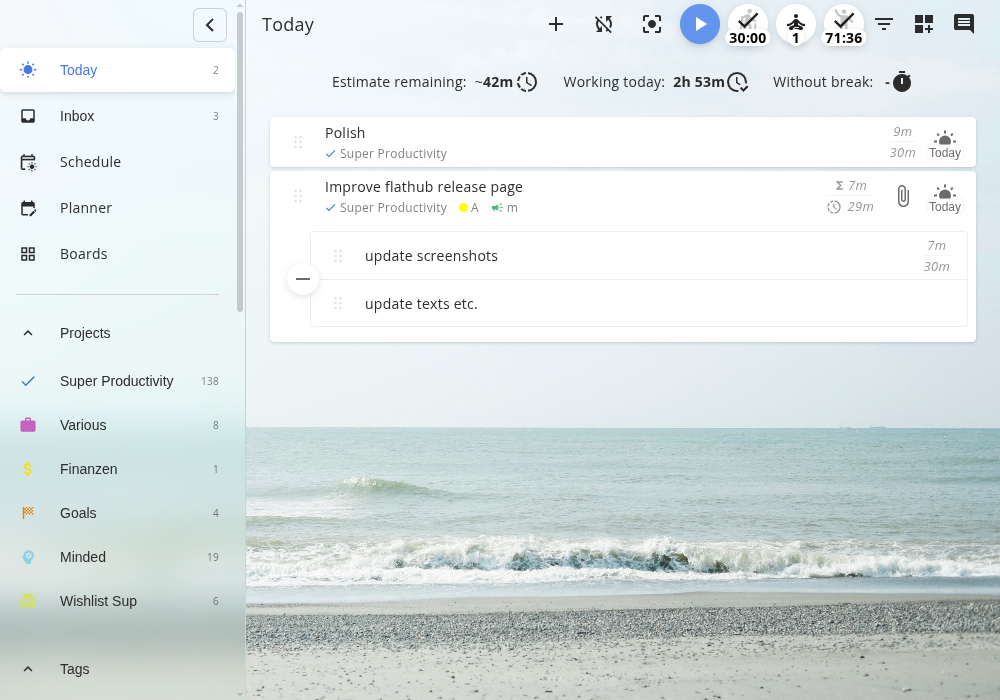 Today
30:00
1
71:36
Today 2
Inbox 3
Schedule
Planner
Boards
Projects
Super Productivity 138
Various 8
Finanzen 1
Goals 4
Minded 19
Wishlist Sup 6
Tags
Estimate remaining: ~42m Working today: 2h 53m Without break: -
Polish 9m
Super Productivity 30m Today
Improve flathub release page Σ 7m
Super Productivity A m 29m Today
update screenshots 7m
30m
update texts etc.